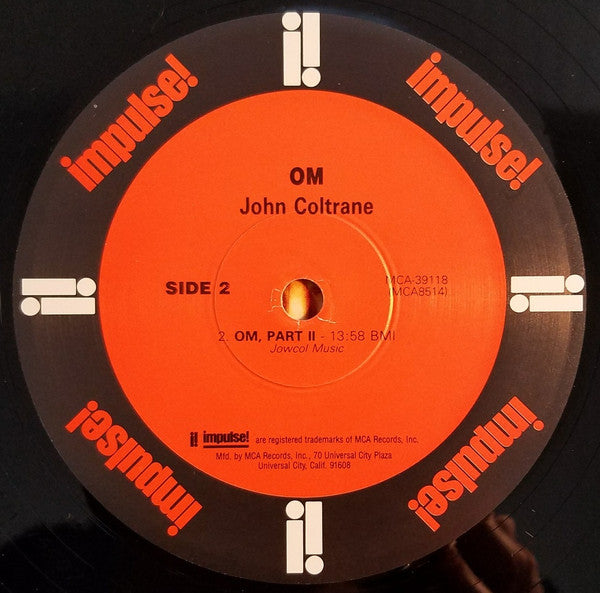 impulse!
impulse!
OM
John Coltrane
SIDE 2
MCA-39118
(MCA8514)
2. OM, PART II - 13:58 BMI
Jowcol Music
impulse! are registered trademarks of MCA Records, Inc.
Mfd. by MCA Records, Inc., 70 Universal City Plaza
Universal City, Calif. 91608
impulse!
impulse!